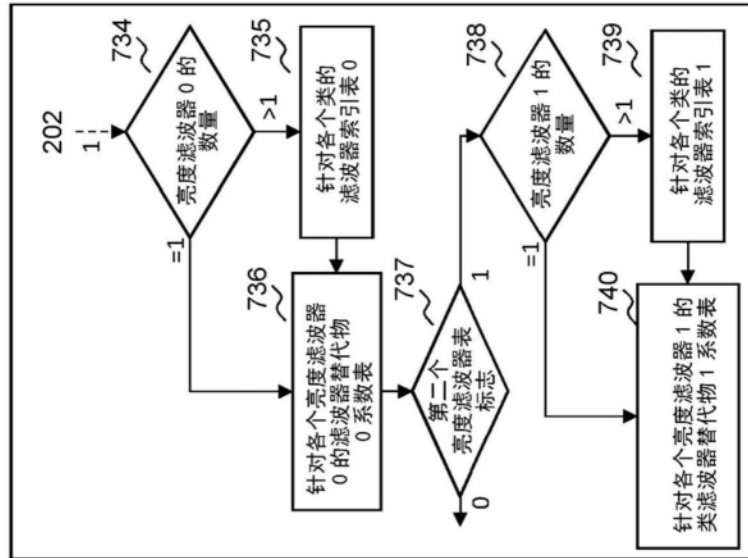 202
1
734
亮度滤波器 0 的
数量
=1
>1
735
针对各个类的
滤波器索引表 0
736
针对各个亮度滤波器
0 的滤波器替代物
0 系数表
737
第二个
亮度滤波器表
标志
0
1
738
亮度滤波器 1 的
数量
=1
>1
739
针对各个类的
滤波器索引表 1
740
针对各个亮度滤波器 1 的
类滤波器替代物 1 系数表